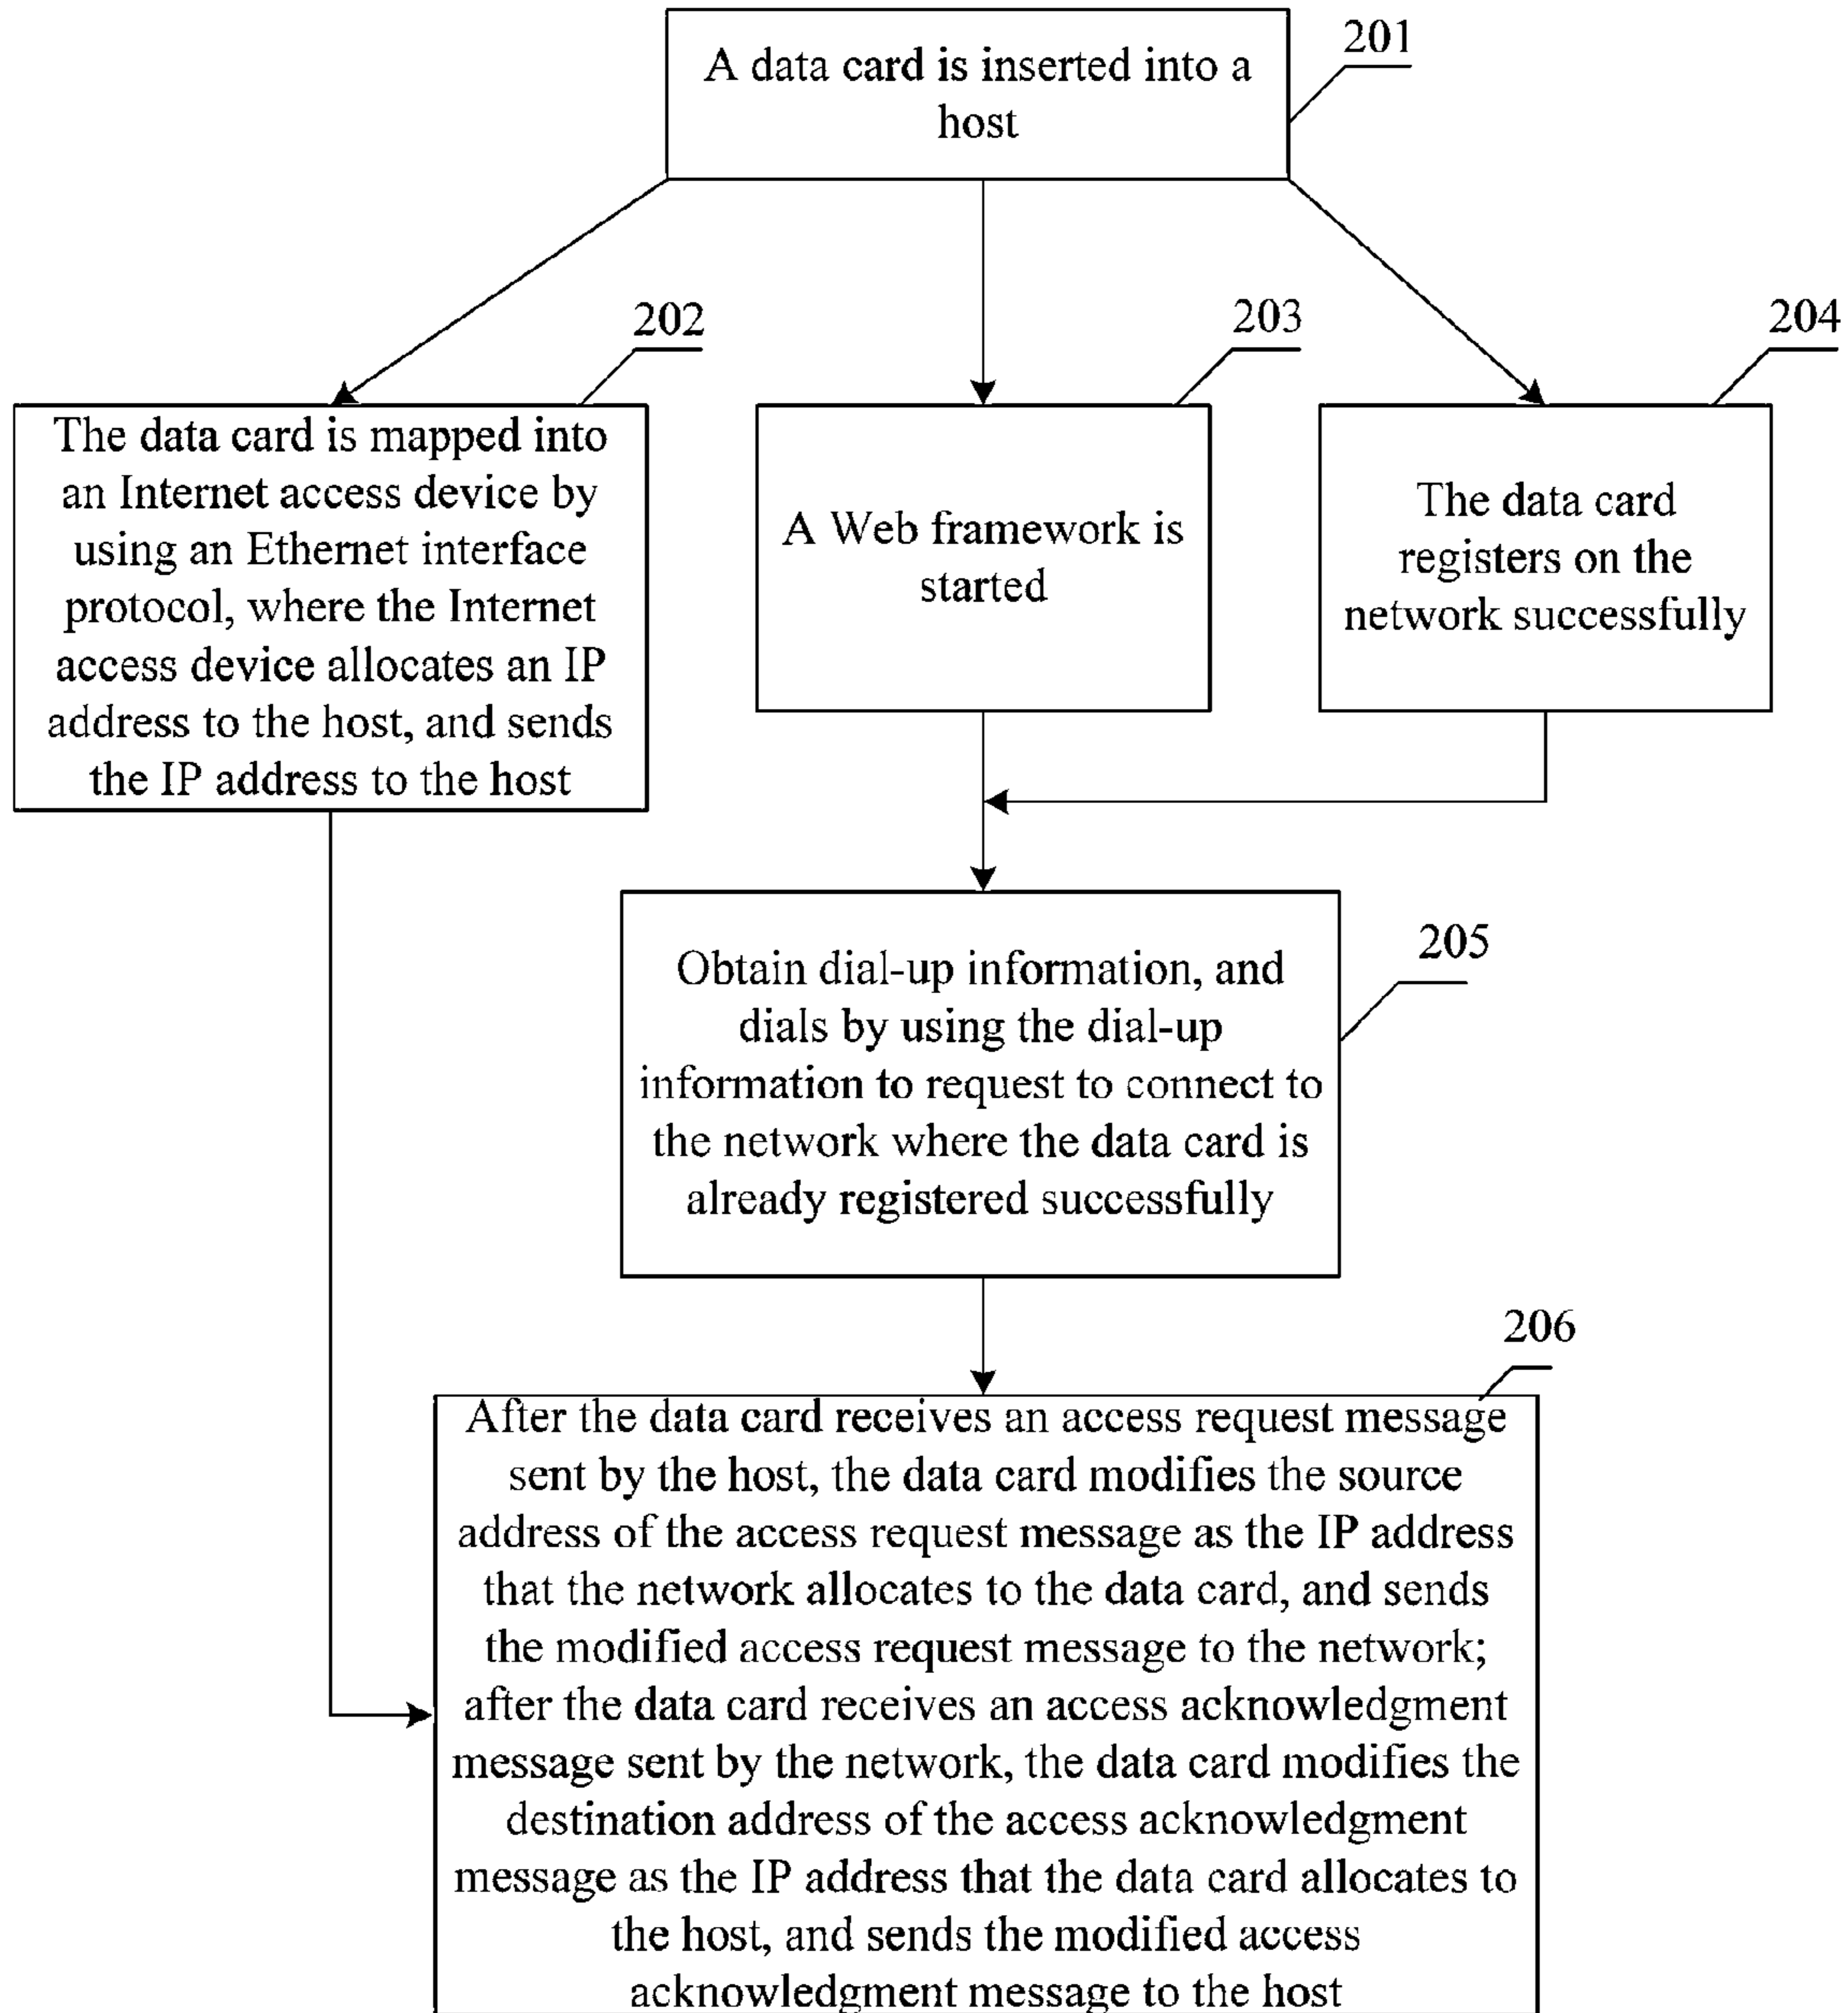 A data card is inserted into a
host
201
202
The data card is mapped into
an Internet access device by
using an Ethernet interface
protocol, where the Internet
access device allocates an IP
address to the host, and sends
the IP address to the host
203
A Web framework is
started
204
The data card
registers on the
network successfully
205
Obtain dial-up information, and
dials by using the dial-up
information to request to connect to
the network where the data card is
already registered successfully
206
After the data card receives an access request message
sent by the host, the data card modifies the source
address of the access request message as the IP address
that the network allocates to the data card, and sends
the modified access request message to the network;
after the data card receives an access acknowledgment
message sent by the network, the data card modifies the
destination address of the access acknowledgment
message as the IP address that the data card allocates to
the host, and sends the modified access
acknowledgment message to the host